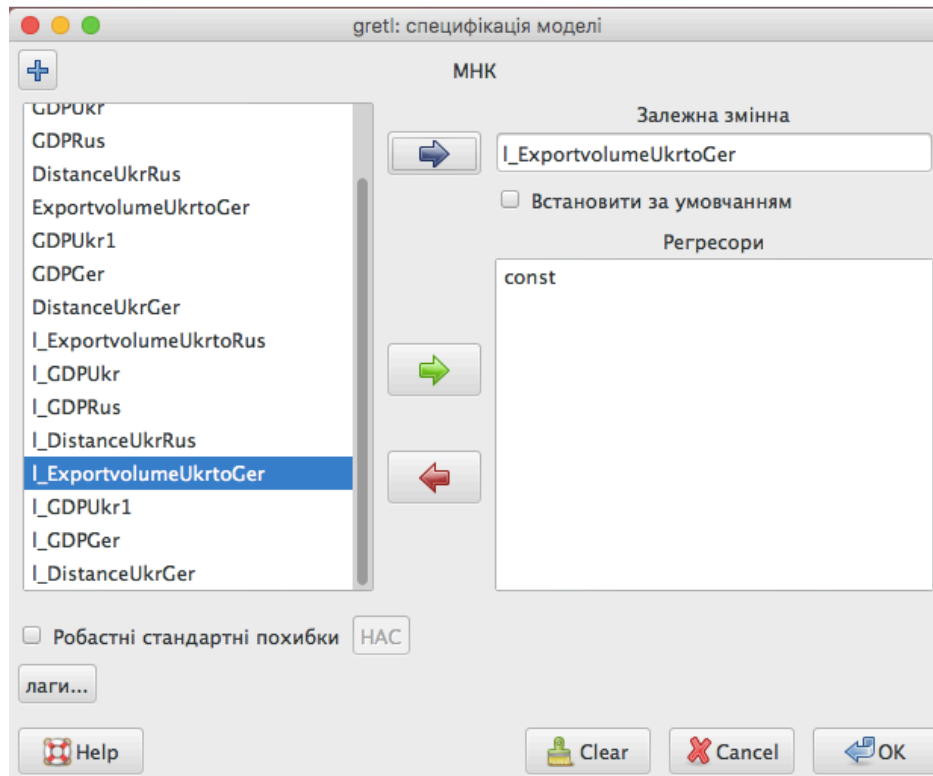 gretl: специфікація моделі
МНК
GDPUkr
GDPRus
DistanceUkrRus
ExportvolumeUkrtoGer
GDPUkr1
GDPGer
DistanceUkrGer
l_ExportvolumeUkrtoRus
l_GDPUkr
l_GDPRus
l_DistanceUkrRus
l_ExportvolumeUkrtoGer
l_GDPUkr1
l_GDPGer
l_DistanceUkrGer
Залежна змінна
l_ExportvolumeUkrtoGer
Встановити за умовчанням
Регресори
const
Робастні стандартні похибки HAC
лаги...
Help Clear Cancel OK